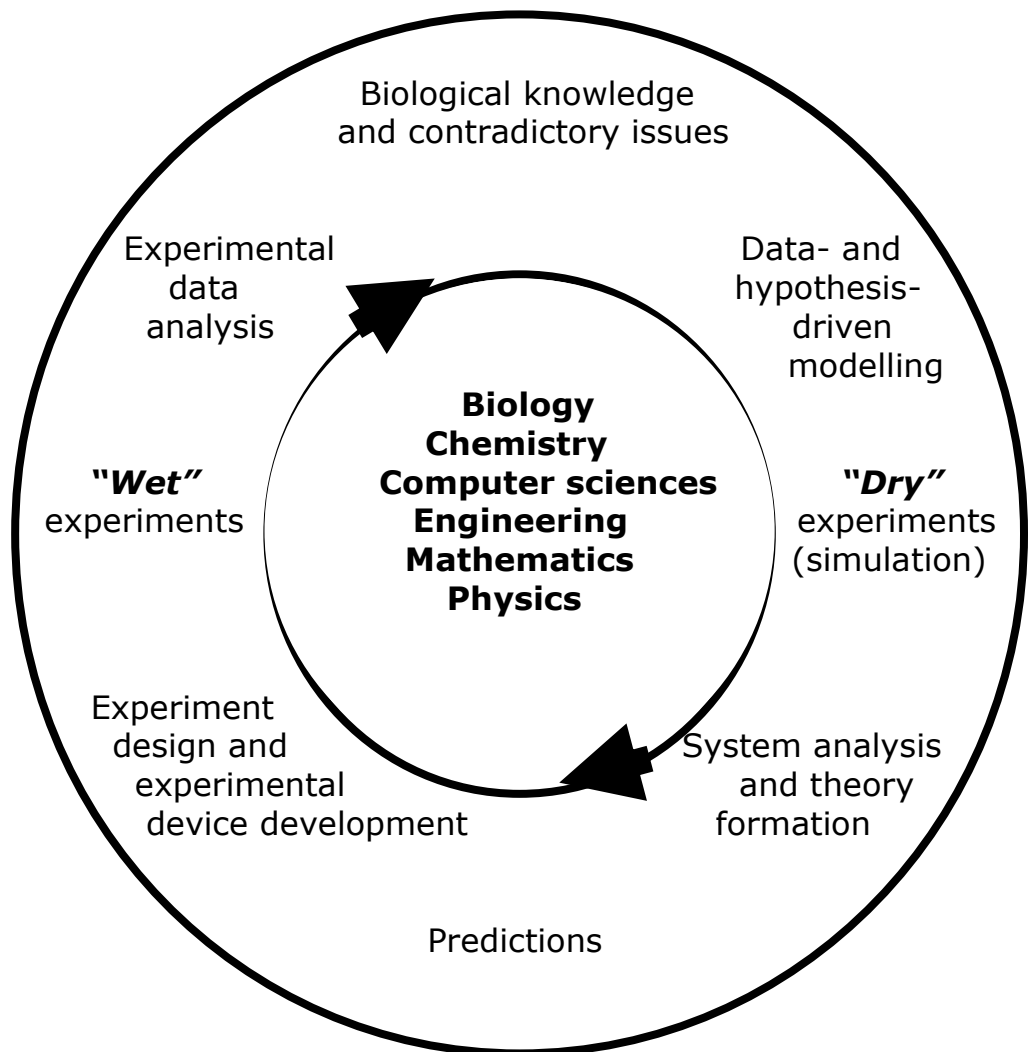 Biological knowledge
and contradictory issues
Experimental
data
analysis
Data- and
hypothesis-
driven
modelling
Biology
Chemistry
Computer sciences
Engineering
Mathematics
Physics
“Wet”
experiments
“Dry”
experiments
(simulation)
Experiment
design and
experimental
device development
System analysis
and theory
formation
Predictions